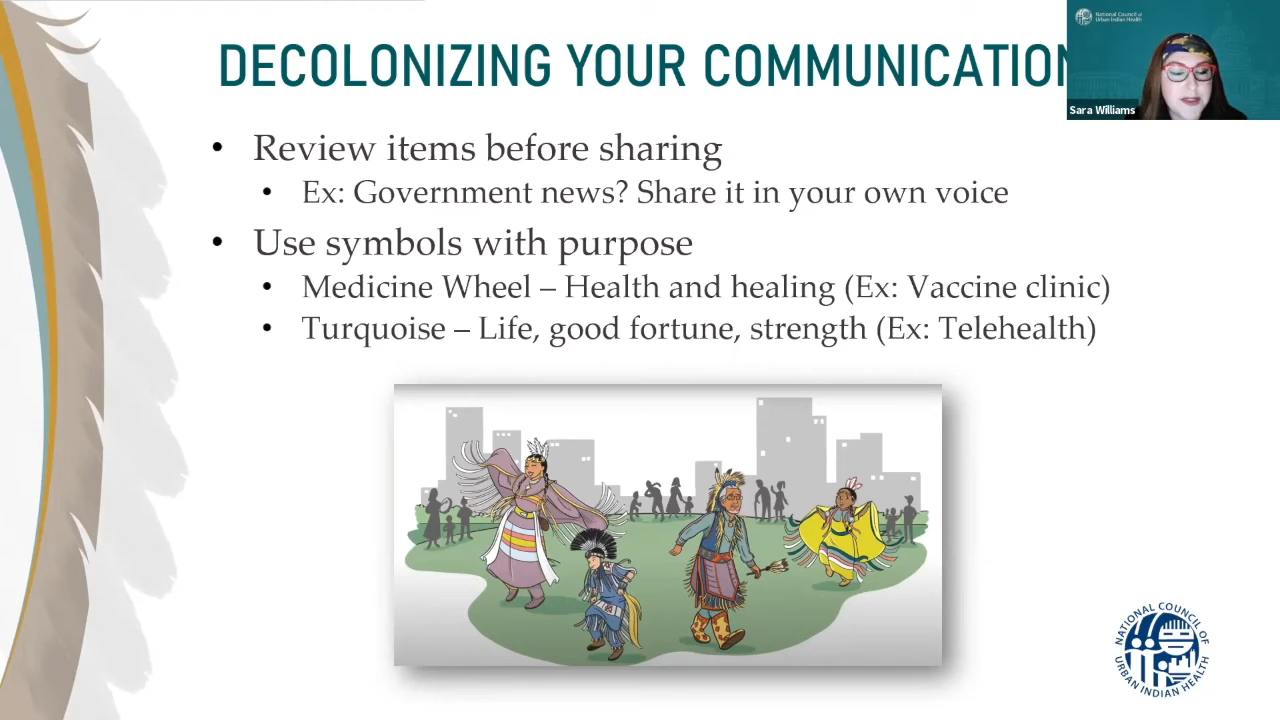 DECOLONIZING YOUR COMMUNICATION
National Council of
Urban Indian Health
Sara Williams
• Review items before sharing
• Ex: Government news? Share it in your own voice
• Use symbols with purpose
• Medicine Wheel – Health and healing (Ex: Vaccine clinic)
• Turquoise – Life, good fortune, strength (Ex: Telehealth)
NATIONAL COUNCIL OF
URBAN INDIAN HEALTH